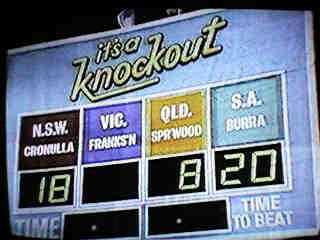 it's a
knockout
N.S.W. VIC. QLD. S.A.
CRONULLA FRANKS'N SPR'WOOD BURRA
18 8 20
TIME TIME
TO BEAT